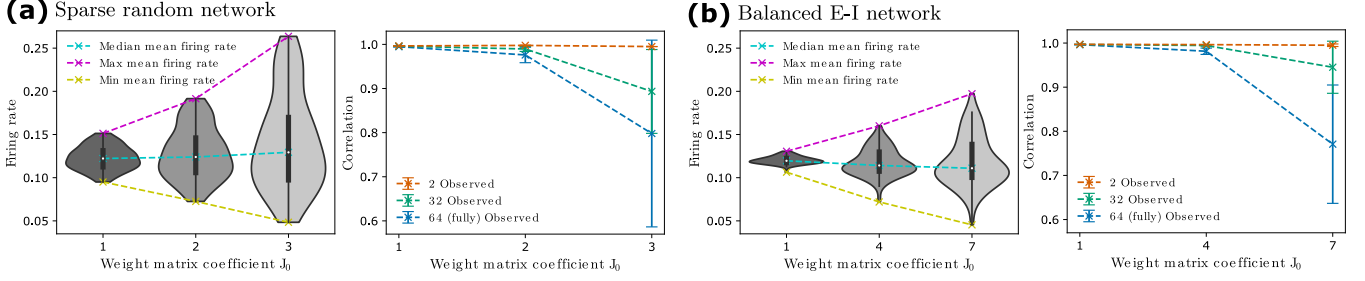 (a) Sparse random network
Firing rate
0.25
0.20
0.15
0.10
0.05
Median mean firing rate
Max mean firing rate
Min mean firing rate
1
2
3
Weight matrix coefficient J₀
Correlation
1.0
0.9
0.8
0.7
0.6
2 Observed
32 Observed
64 (fully) Observed
1
2
3
Weight matrix coefficient J₀
(b) Balanced E-I network
Firing rate
0.25
0.20
0.15
0.10
0.05
Median mean firing rate
Max mean firing rate
Min mean firing rate
1
4
7
Weight matrix coefficient J₀
Correlation
1.0
0.9
0.8
0.7
0.6
2 Observed
32 Observed
64 (fully) Observed
1
4
7
Weight matrix coefficient J₀